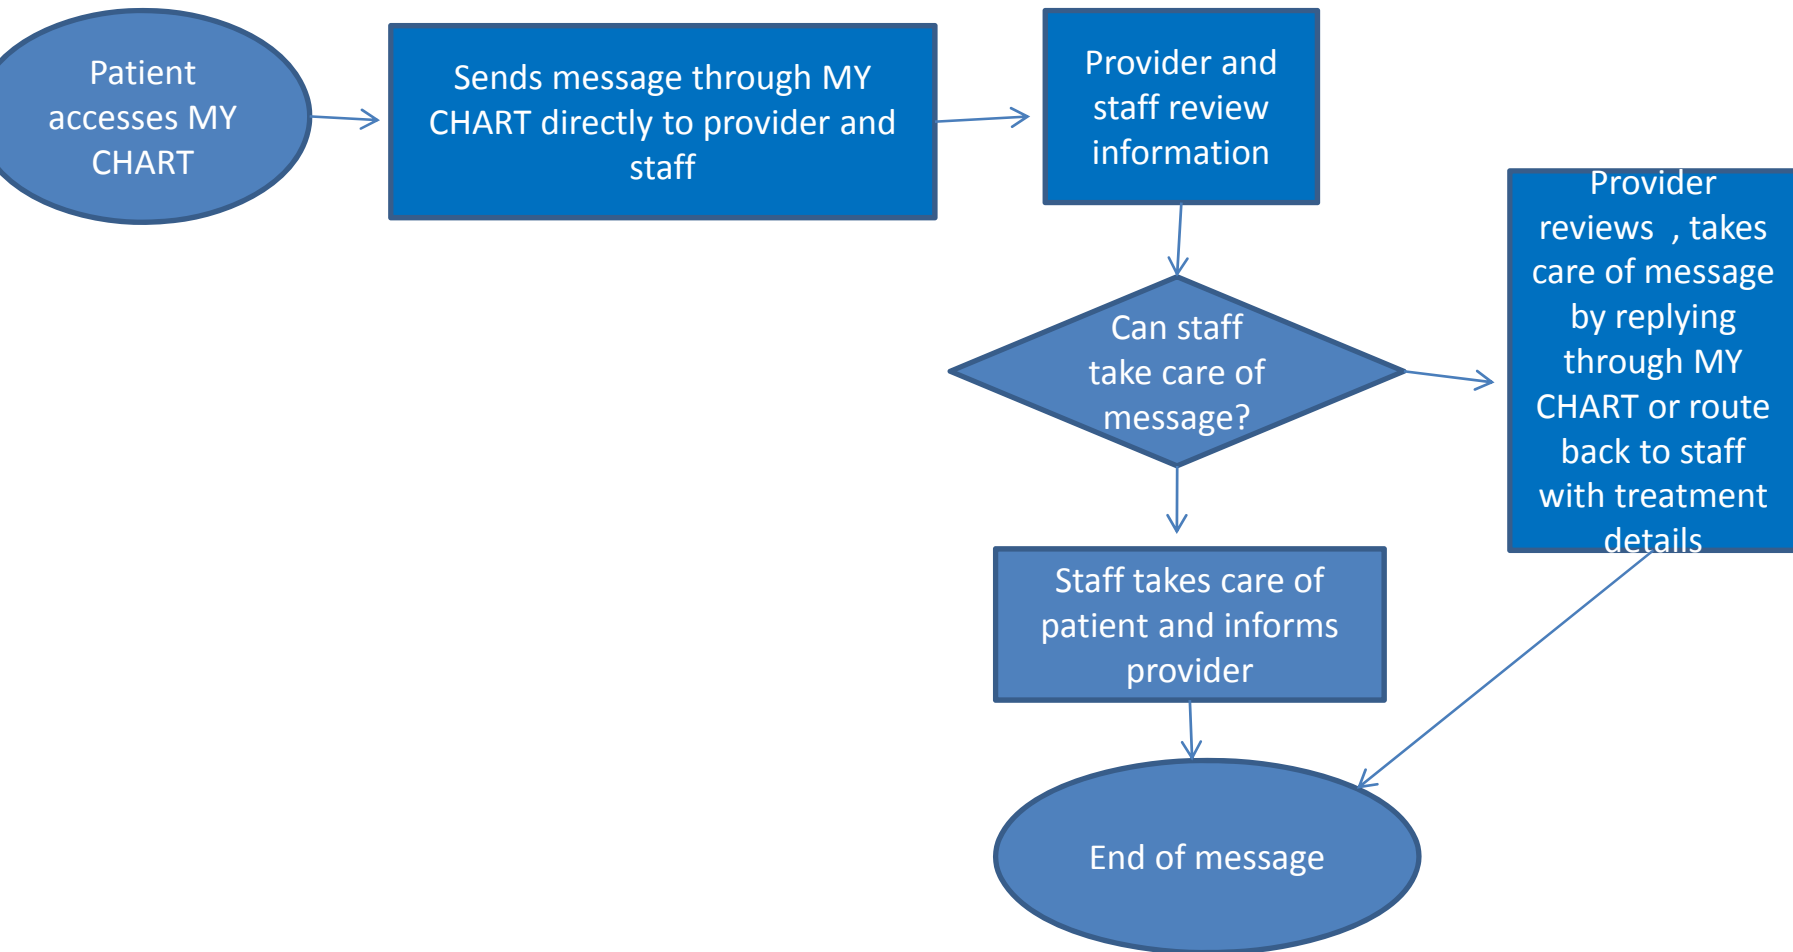 Patient
accesses MY
CHART
Sends message through MY
CHART directly to provider and
staff
Provider and
staff review
information
Provider
reviews , takes
care of message
by replying
through MY
CHART or route
back to staff
with treatment
details
Can staff
take care of
message?
Staff takes care of
patient and informs
provider
End of message